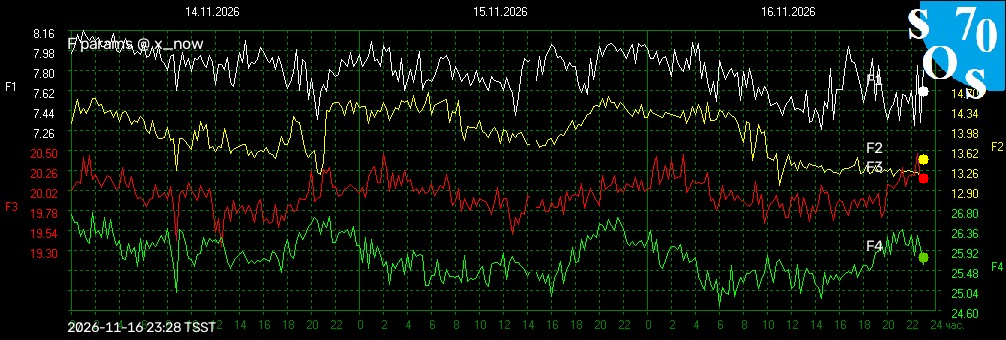 14.11.2026 15.11.2026 16.11.2026
SOS 70
F params @ x_now
8.16
7.98
7.80
F1
7.62
7.44
7.26
20.50
20.26
20.02
F3
19.78
19.54
19.30
F1
F2
F3
F4
14.70
14.34
F2
13.98
13.62
13.26
12.90
26.80
26.36
25.92
F4
25.48
25.04
24.60
2026-11-16 23:28 TSST
12 14 16 18 20 22 0 2 4 6 8 10 12 14 16 18 20 22 0 2 4 6 8 10 12 14 16 18 20 22 24 час.